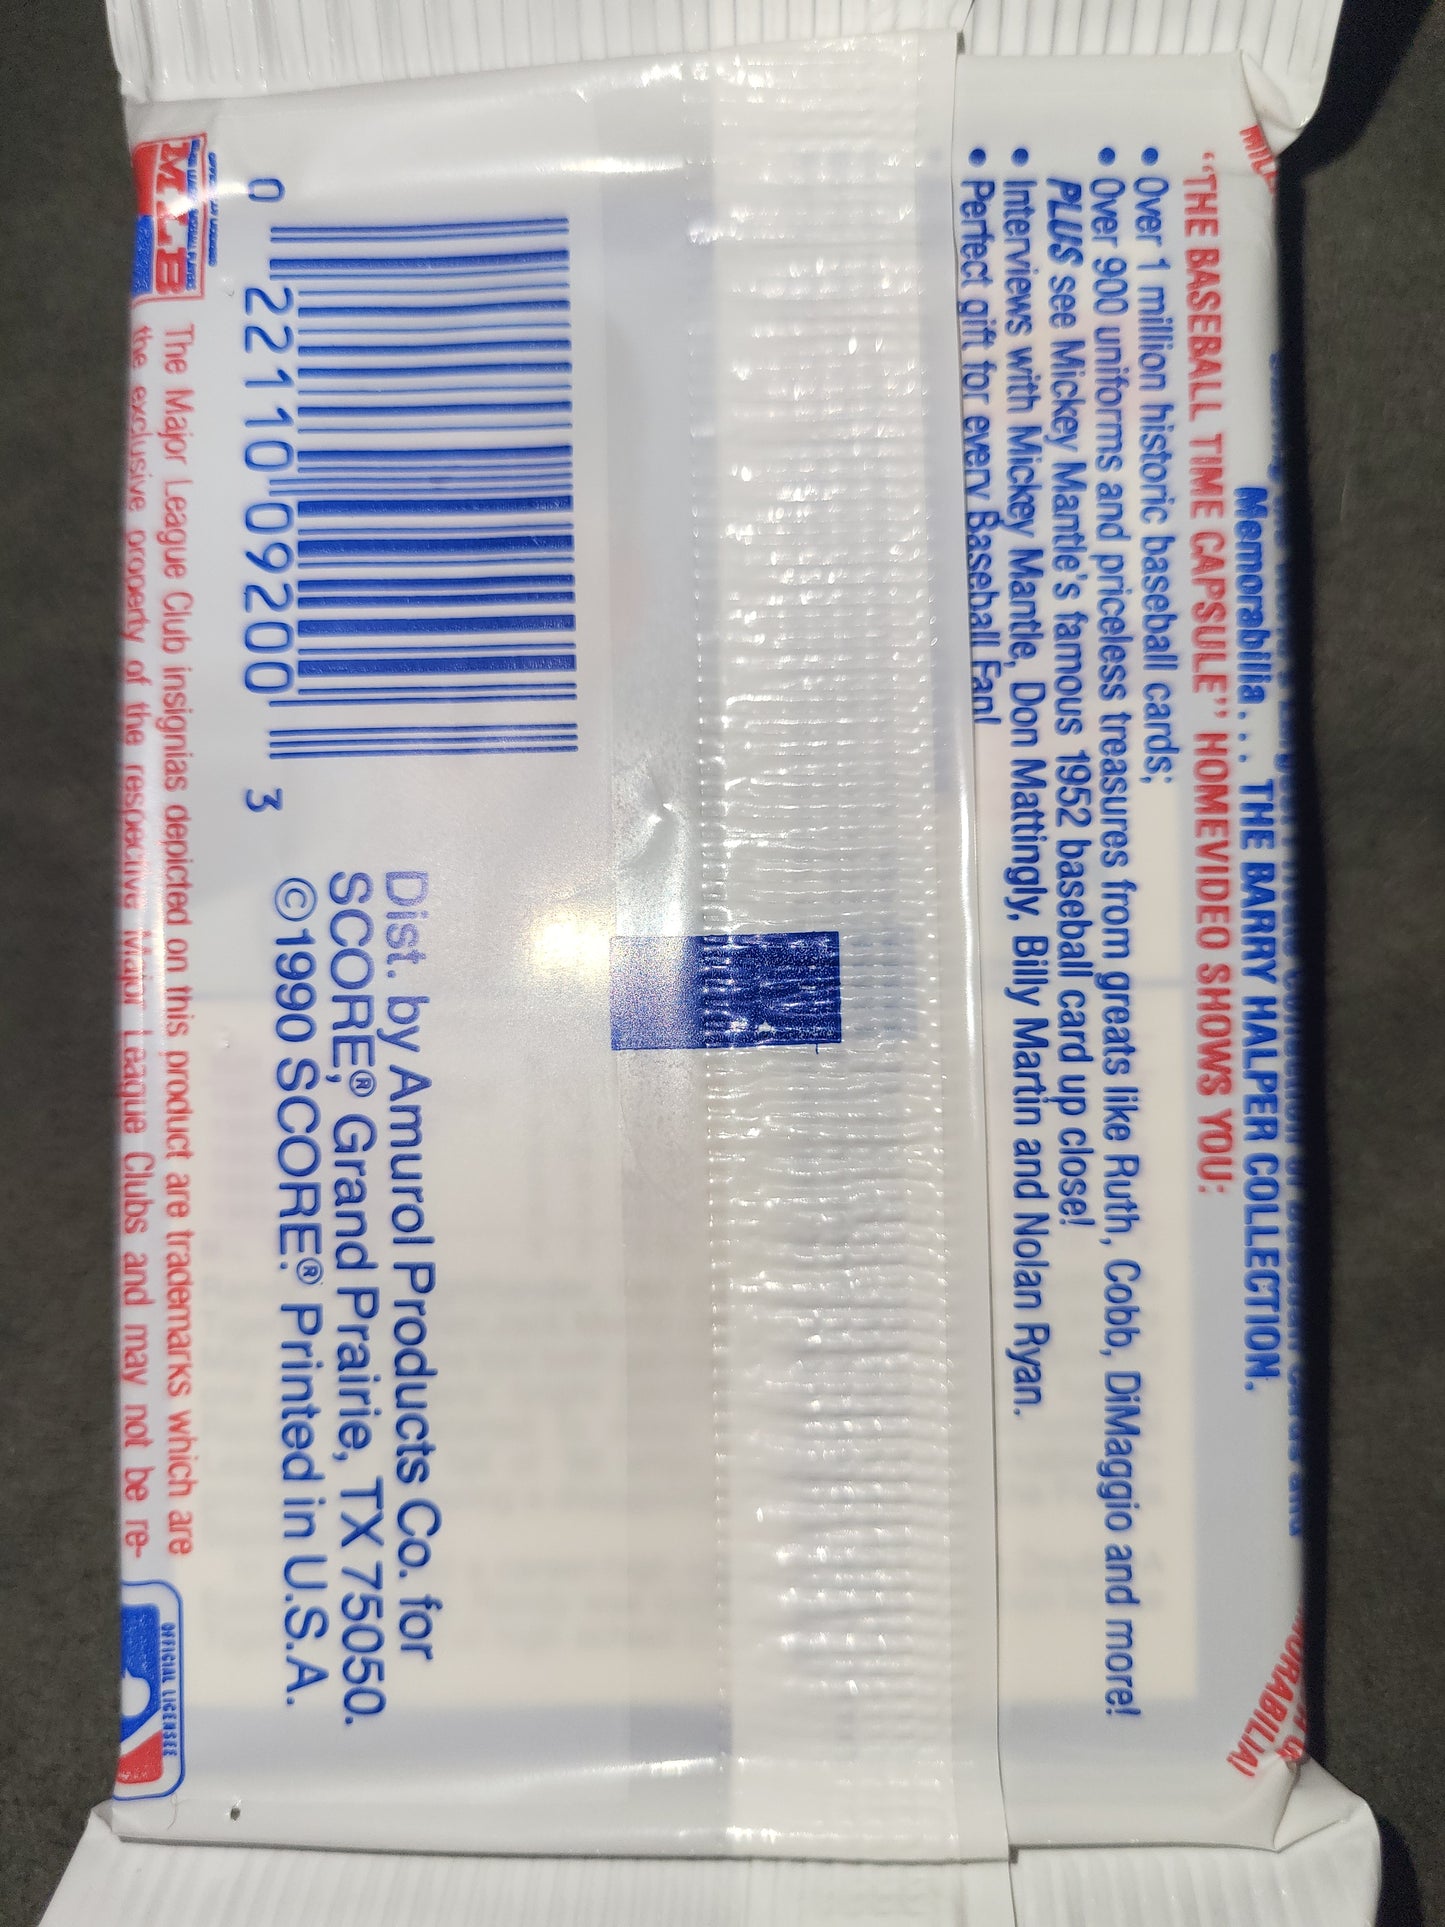 Memorabilia... THE BARRY HALPER COLLECTION.
"THE BASEBALL TIME CAPSULE" HOMEVIDEO SHOWS YOU:
• Over 1 million historic baseball cards;
• Over 900 uniforms and priceless treasures from greats like Ruth, Cobb, DiMaggio and more!
PLUS see Mickey Mantle's famous 1952 baseball card up close!
• Interviews with Mickey Mantle, Don Mattingly, Billy Martin and Nolan Ryan.
• Perfect gift for every Baseball Fan!
Dist. by Amurol Products Co. for
SCORE,® Grand Prairie, TX 75050.
©1990 SCORE.® Printed in U.S.A.
0 22110 09200 3
MLB
The Major League Club insignias depicted on this product are trademarks which are
the exclusive property of the respective Major League Clubs and may not be re-
OFFICIAL LICENSEE